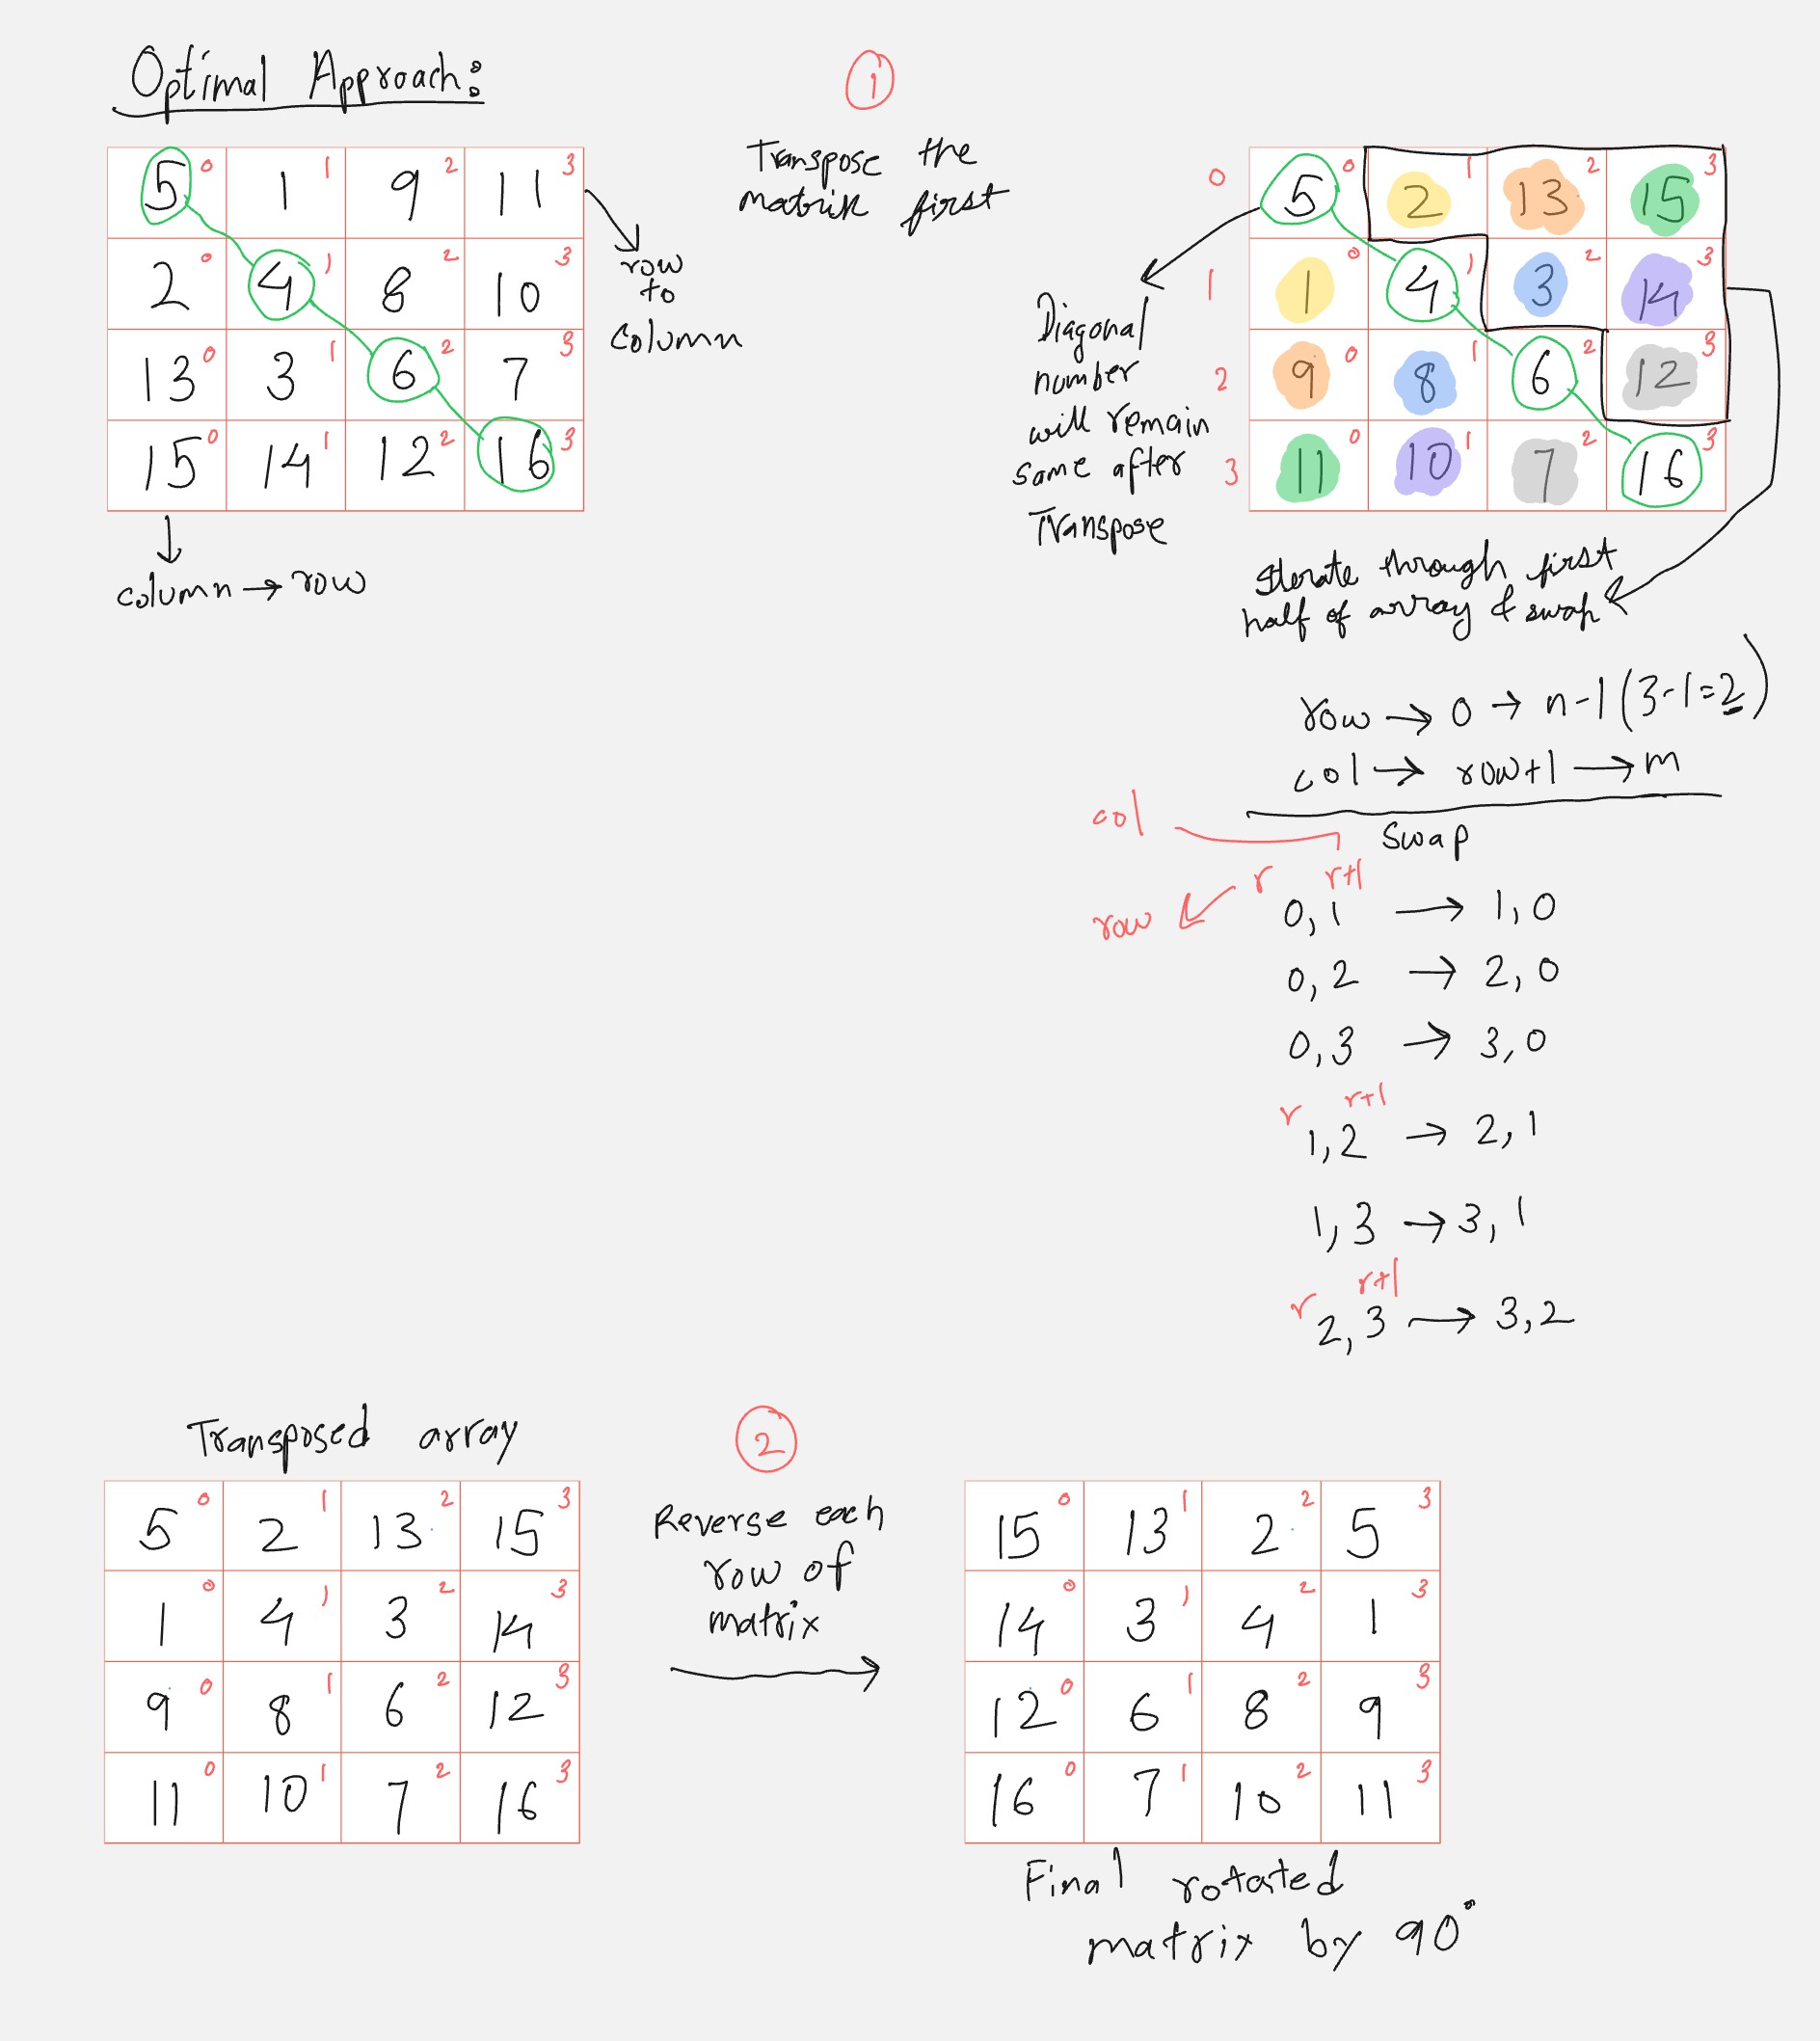 Optimal Approach:
1
Transpose the
matrix first
5 0 1 1 9 2 11 3
2 0 4 1 8 2 10 3
13 0 3 1 6 2 7 3
15 0 14 1 12 2 16 3
row
to
column
column → row
0 5 0 2 1 13 2 15 3
1 1 0 4 1 3 2 14 3
2 9 0 8 1 6 2 12 3
3 11 0 10 1 7 2 16 3
Diagonal
number
will remain
same after
Transpose
Iterate through first
half of array & swap
row → 0 → n-1 (3-1=2)
col → row+1 → m
Swap
col
row
r r+1
0,1 → 1,0
0,2 → 2,0
0,3 → 3,0
r r+1
1,2 → 2,1
1,3 → 3,1
r r+1
2,3 → 3,2
Transposed array
5 0 2 1 13 2 15 3
1 0 4 1 3 2 14 3
9 0 8 1 6 2 12 3
11 0 10 1 7 2 16 3
2
Reverse each
row of
matrix
15 0 13 1 2 2 5 3
14 0 3 1 4 2 1 3
12 0 6 1 8 2 9 3
16 0 7 1 10 2 11 3
Final rotated
matrix by 90°